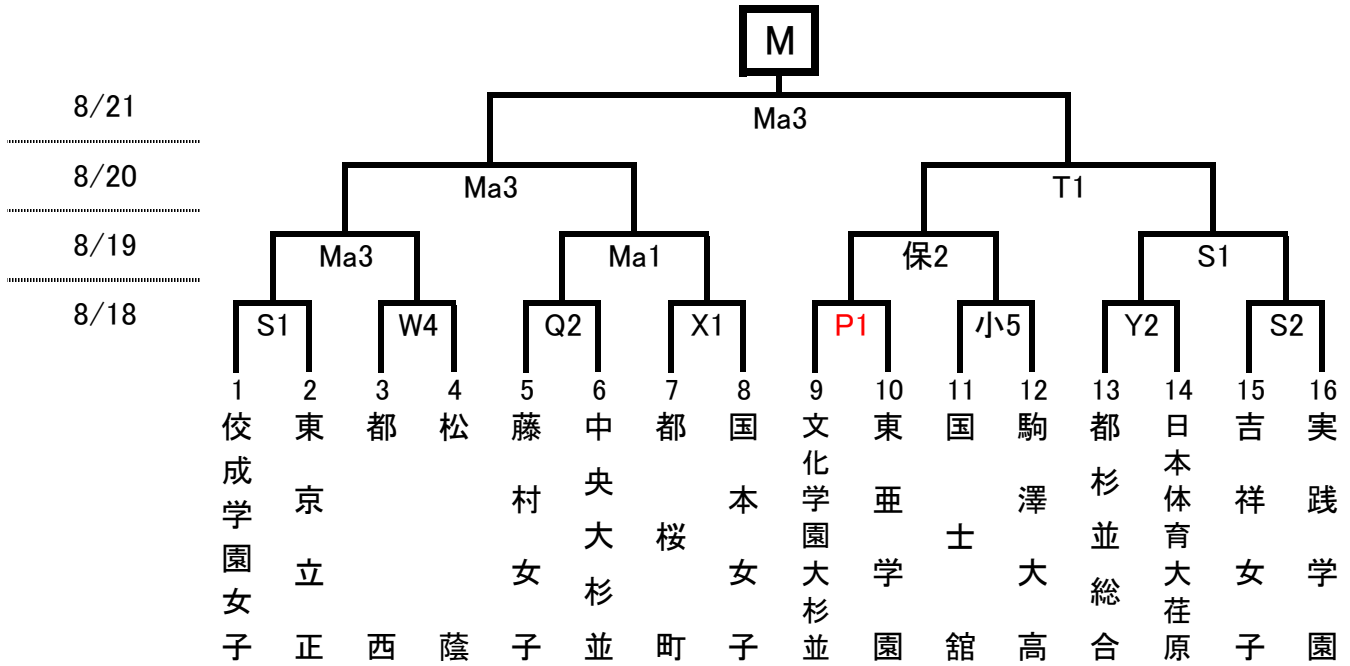 M
8/21
Ma3
8/20
Ma3
T1
8/19
Ma3
Ma1
保2
S1
8/18
S1
W4
Q2
X1
P1
小5
Y2
S2
1
2
3
4
5
6
7
8
9
10
11
12
13
14
15
16
佼成学園女子
東京立正
都西
松蔭
藤村女子
中央大杉並
都桜町
国本女子
文化学園大杉並
東亜学園
国士舘
駒澤大高
都杉並総合
日本体育大荏原
吉祥女子
実践学園